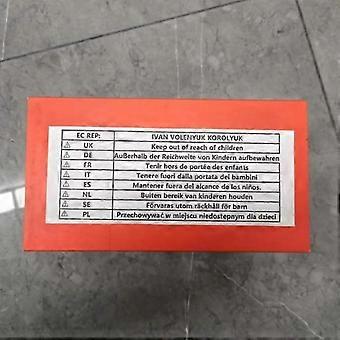 EC REP: IVAN VOLEНYUK KOROLYUK
UK Keep out of reach of children
DE Außerhalb der Reichweite von Kindern aufbewahren
FR Tenir hors de portée des enfants
IT Tenere fuori dalla portata dei bambini
ES Mantener fuera del alcance de los niños.
NL Buiten bereik van kinderen houden
SE Förvaras utom räckhåll för barn
PL Przechowywać w miejscu niedostępnym dla dzieci